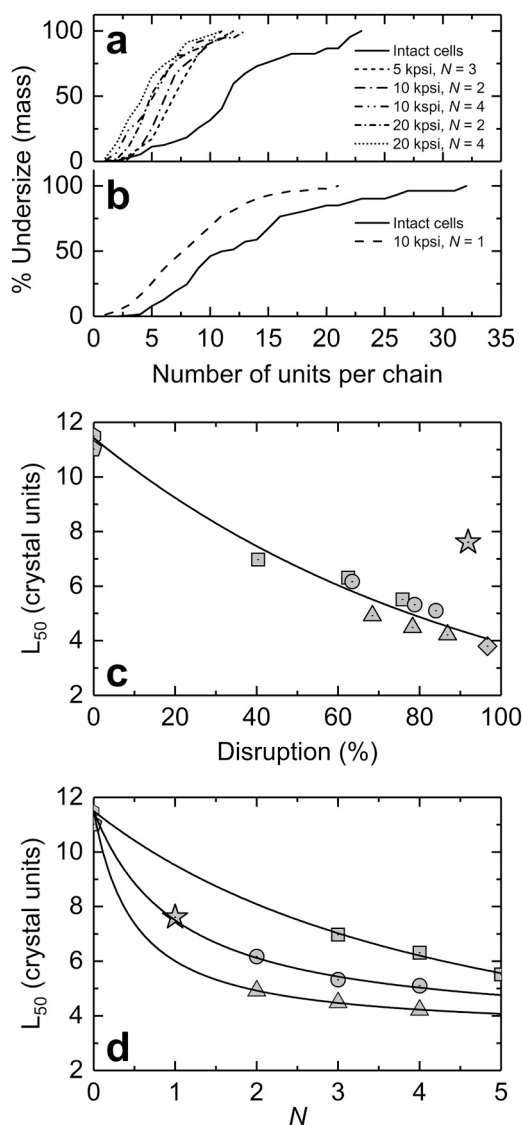 a
100
50
0
Intact cells
5 kpsi, N = 3
10 kpsi, N = 2
10 kspi, N = 4
20 kpsi, N = 2
20 kpsi, N = 4
% Undersize (mass)
b
100
50
0
Intact cells
10 kpsi, N = 1
0 5 10 15 20 25 30 35
Number of units per chain
12
10
8
6
4
2
L50 (crystal units)
c
0 20 40 60 80 100
Disruption (%)
12
10
8
6
4
2
L50 (crystal units)
d
0 1 2 3 4 5
N